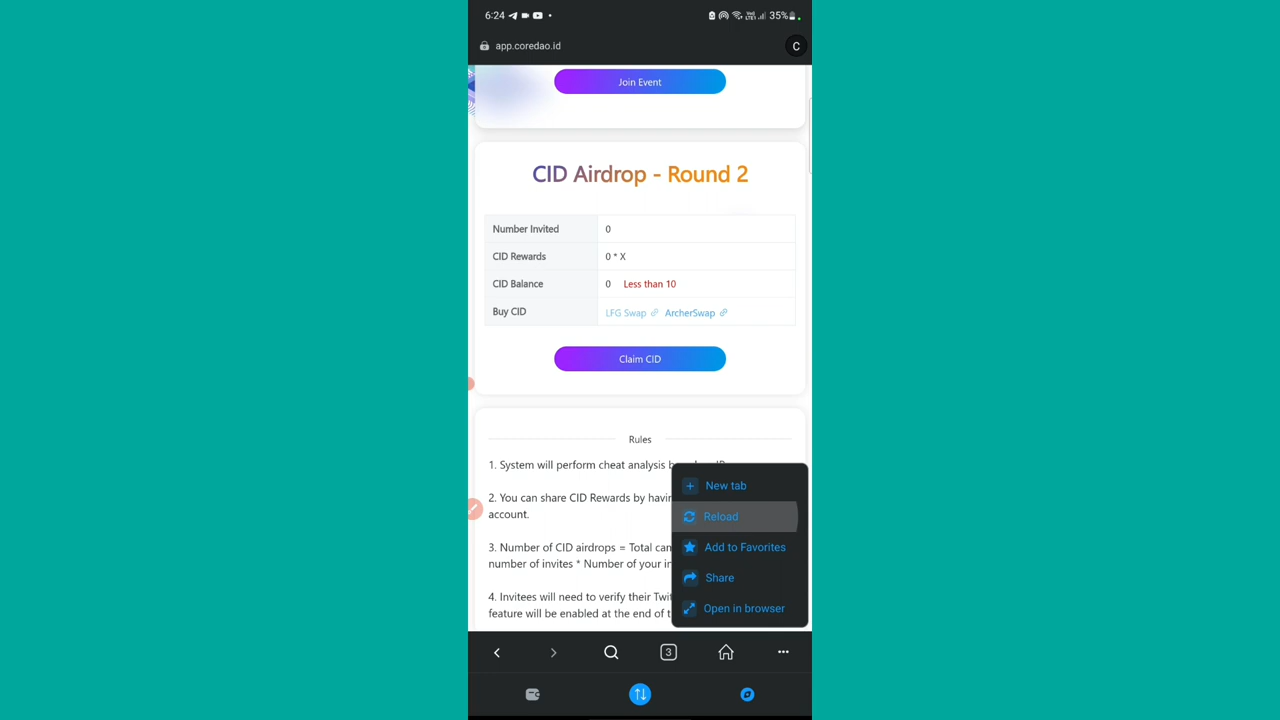 6:24
35%
app.coredao.id
C
Join Event
CID Airdrop - Round 2
Number Invited 0
CID Rewards 0 * X
CID Balance 0 Less than 10
Buy CID LFG Swap ArcherSwap
Claim CID
Rules
1. System will perform cheat analysis
2. You can share CID Rewards by
account.
3. Number of CID airdrops = Total
number of invites * Number of your
4. Invitees will need to verify their
feature will be enabled at the end of
New tab
Reload
Add to Favorites
Share
Open in browser
3